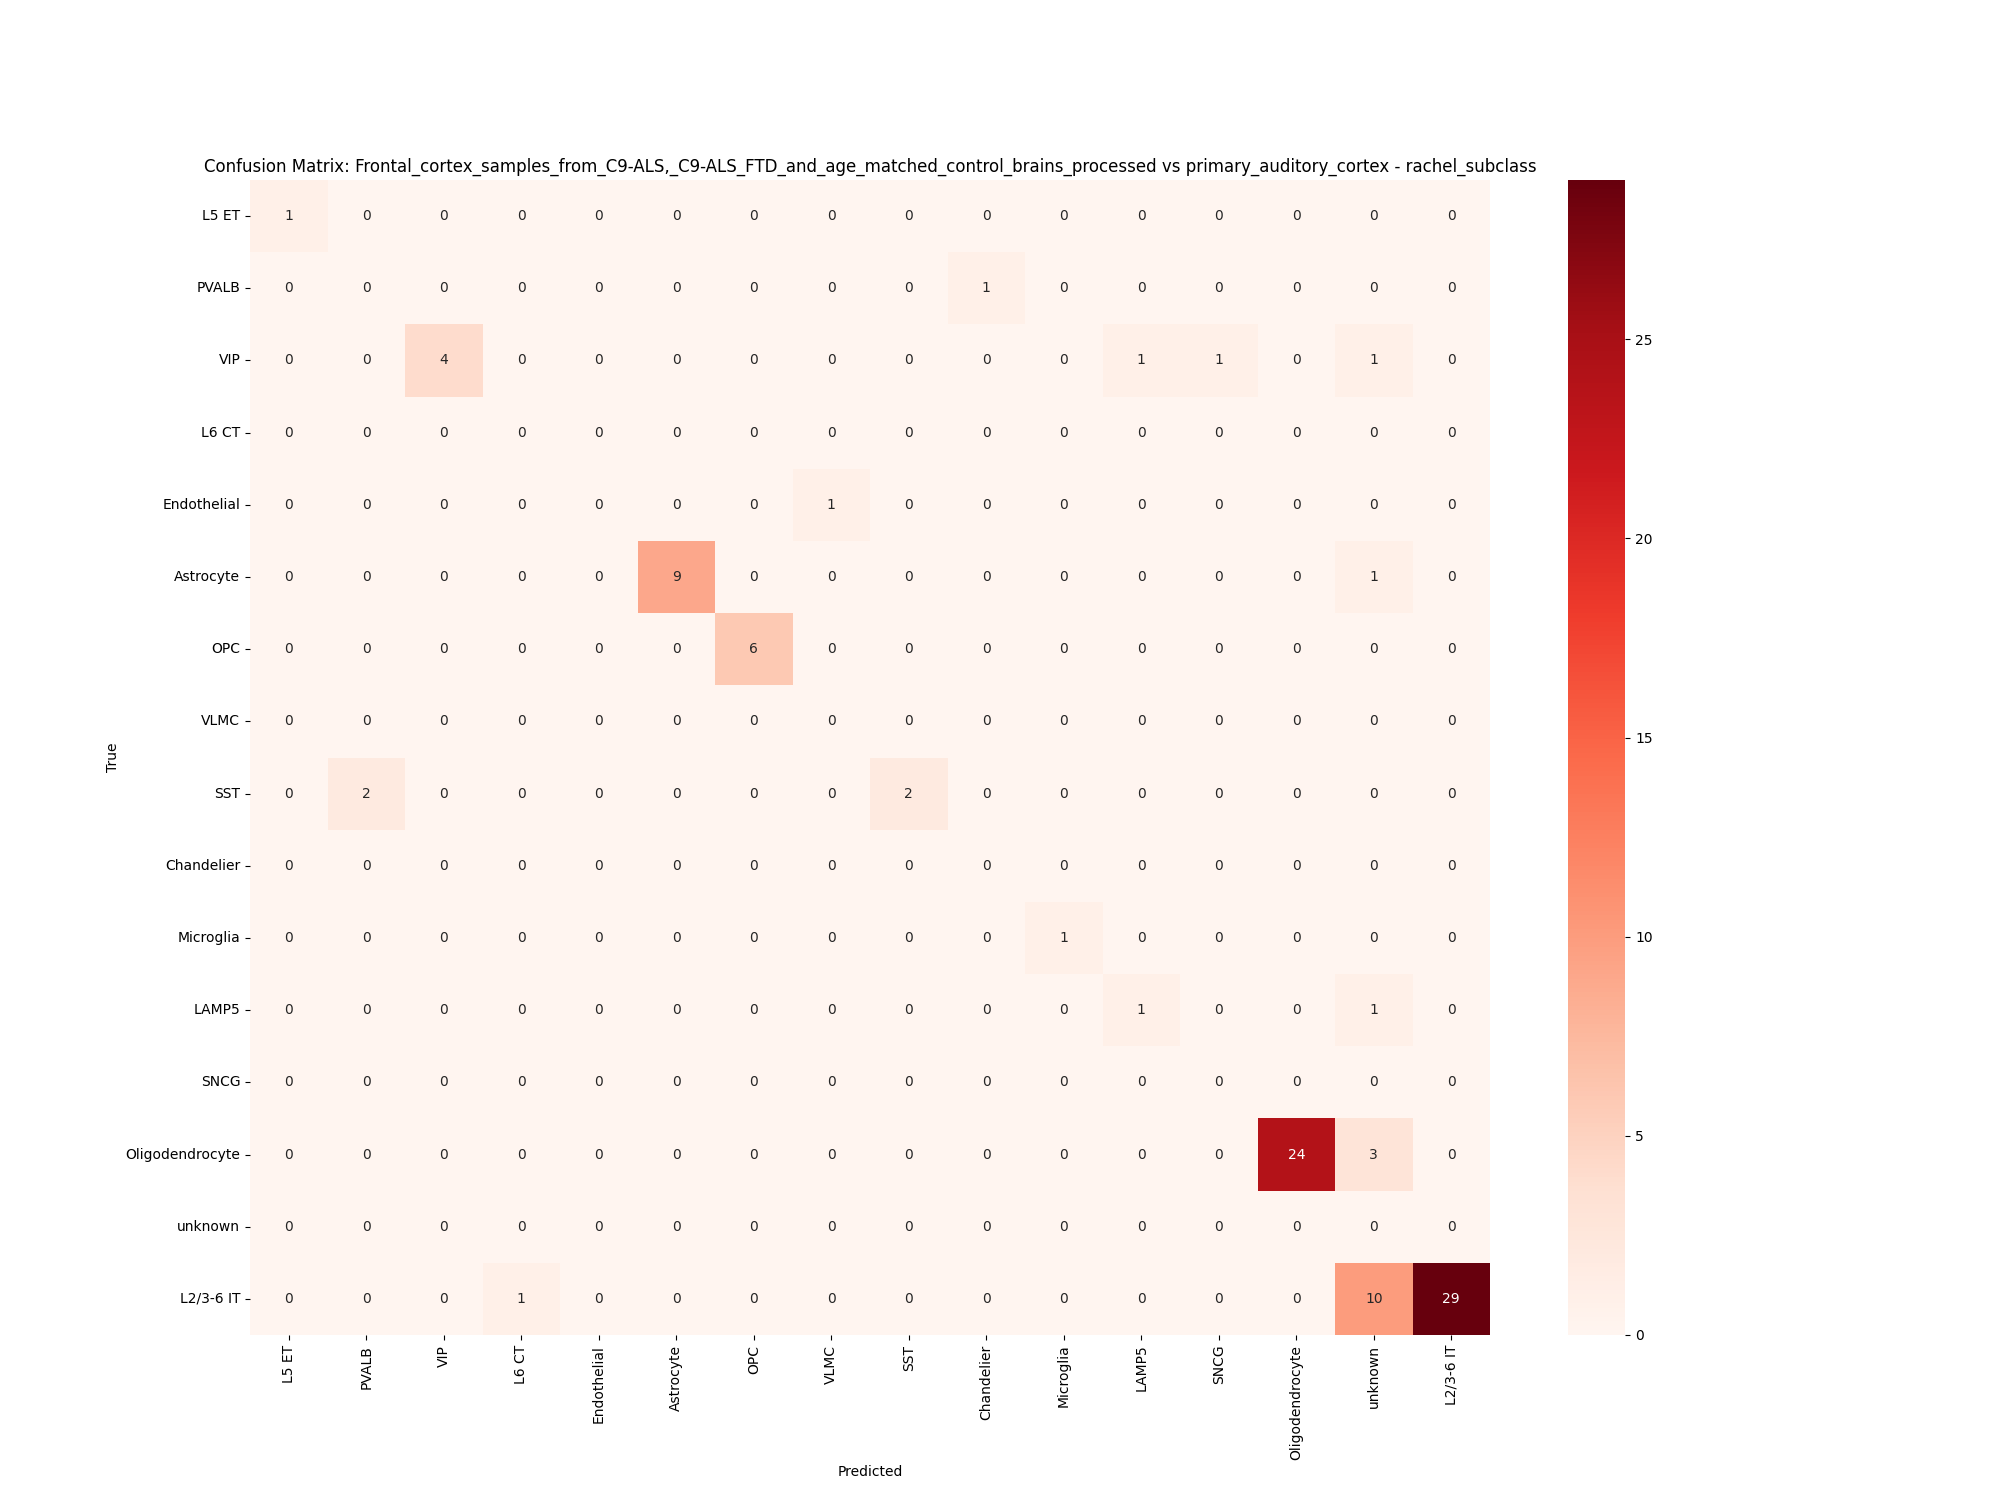 Confusion Matrix: Frontal_cortex_samples_from_C9-ALS,_C9-ALS_FTD_and_age_matched_control_brains_processed vs primary_auditory_cortex - rachel_subclass
L5 ET 1 0 0 0 0 0 0 0 0 0 0 0 0 0 0 0
PVALB 0 0 0 0 0 0 0 0 0 1 0 0 0 0 0 0
VIP 0 0 4 0 0 0 0 0 0 0 0 1 1 0 1 0
L6 CT 0 0 0 0 0 0 0 0 0 0 0 0 0 0 0 0
Endothelial 0 0 0 0 0 0 0 1 0 0 0 0 0 0 0 0
Astrocyte 0 0 0 0 0 9 0 0 0 0 0 0 0 0 1 0
OPC 0 0 0 0 0 0 6 0 0 0 0 0 0 0 0 0
VLMC 0 0 0 0 0 0 0 0 0 0 0 0 0 0 0 0
SST 0 2 0 0 0 0 0 0 2 0 0 0 0 0 0 0
Chandelier 0 0 0 0 0 0 0 0 0 0 0 0 0 0 0 0
Microglia 0 0 0 0 0 0 0 0 0 0 1 0 0 0 0 0
LAMP5 0 0 0 0 0 0 0 0 0 0 0 1 0 0 1 0
SNCG 0 0 0 0 0 0 0 0 0 0 0 0 0 0 0 0
Oligodendrocyte 0 0 0 0 0 0 0 0 0 0 0 0 0 24 3 0
unknown 0 0 0 0 0 0 0 0 0 0 0 0 0 0 0 0
L2/3-6 IT 0 0 0 1 0 0 0 0 0 0 0 0 0 0 10 29
L5 ET PVALB VIP L6 CT Endothelial Astrocyte OPC VLMC SST Chandelier Microglia LAMP5 SNCG Oligodendrocyte unknown L2/3-6 IT
Predicted
True
25
20
15
10
5
0